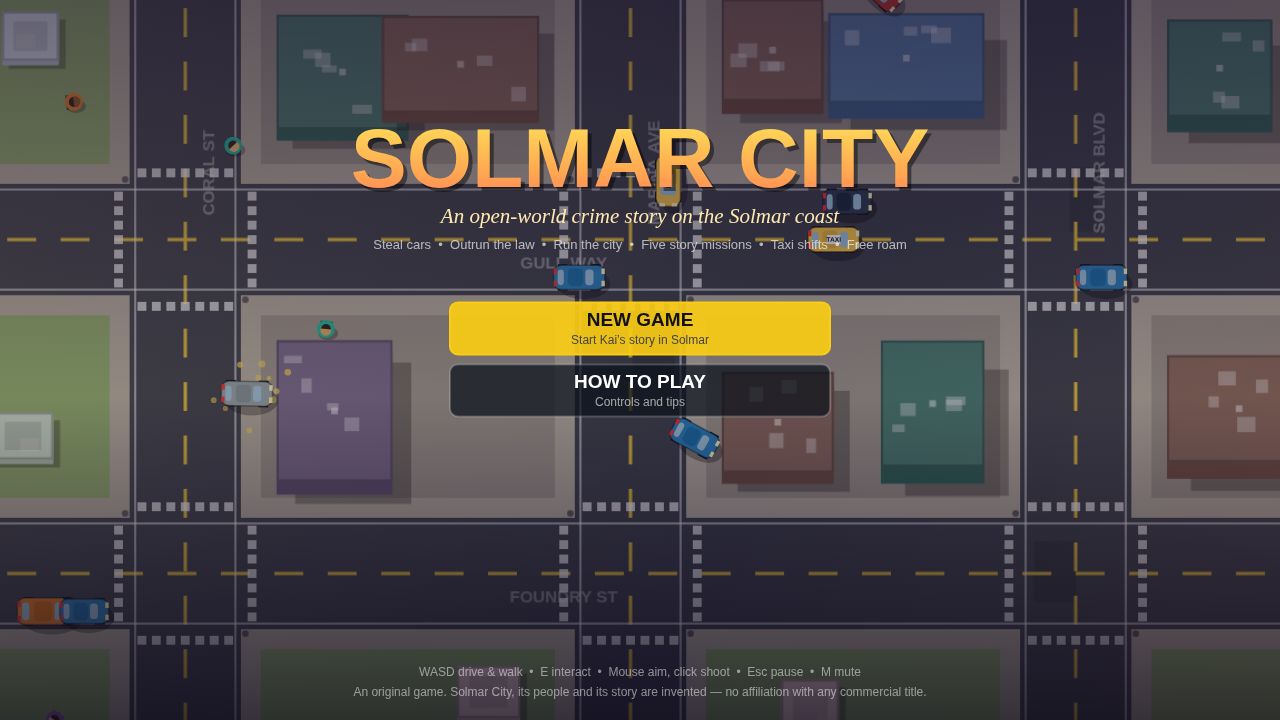 CORAL ST
SOLMAR BLVD
SOLMAR CITY
An open-world crime story on the Solmar coast
Steal cars • Outrun the law • Run the city • Five story missions • Taxi shifts • Free roam
TAXI
GULL WAY
NEW GAME
Start Kai's story in Solmar
HOW TO PLAY
Controls and tips
FOUNDRY ST
WASD drive & walk • E interact • Mouse aim, click shoot • Esc pause • M mute
An original game. Solmar City, its people and its story are invented — no affiliation with any commercial title.